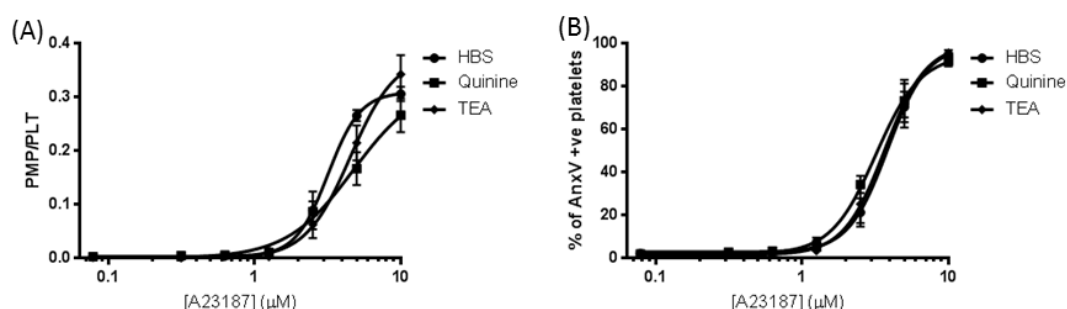 (A)
0.4
0.3
0.2
0.1
0.0
PMP/PLT
0.1
1
10
[A23187] (μM)
HBS
Quinine
TEA
(B)
100
80
60
40
20
0
% of AnxV +ve platelets
0.1
1
10
[A23187] (μM)
HBS
Quinine
TEA